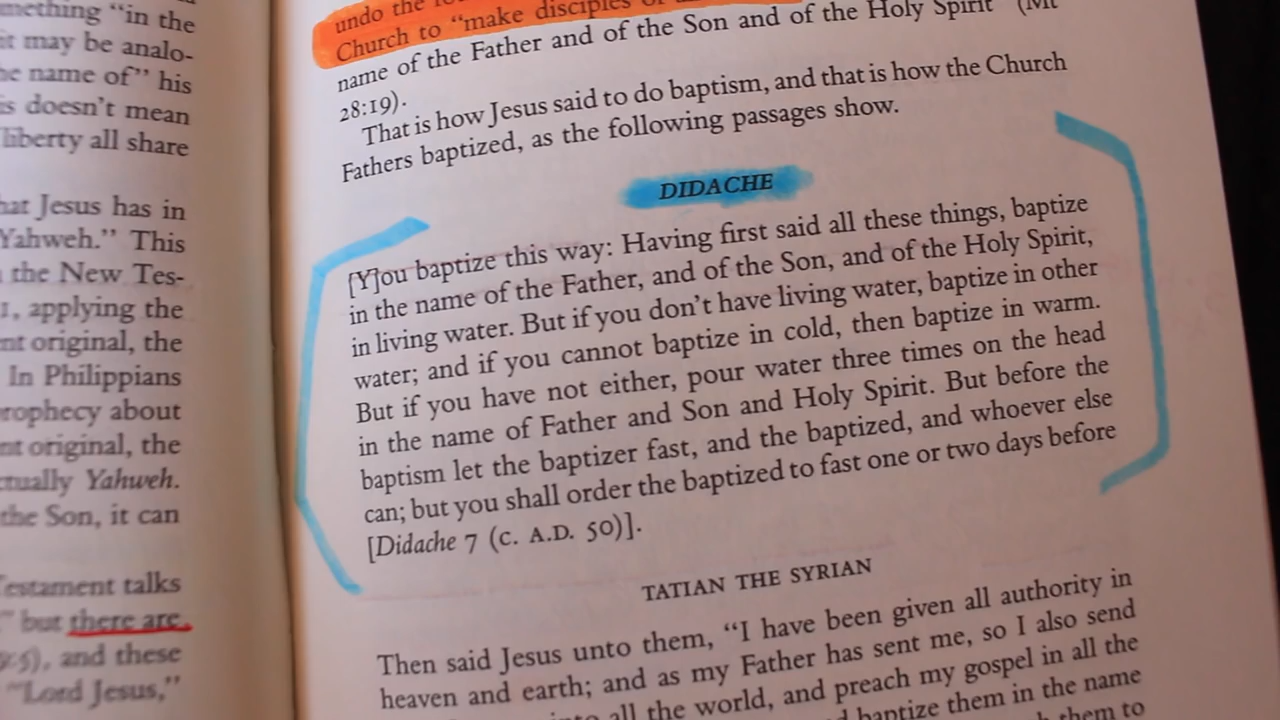 mething "in the
it may be analo-
he name of" his
is doesn't mean
liberty all share
hat Jesus has in
Yahweh." This
the New Tes-
1, applying the
nt original, the
In Philippians
rophecy about
nt original, the
ctually Yahweh.
the Son, it can
Testament talks
" but there are
9:5), and these
"Lord Jesus,"
undo the
Church to "make disciples of
name of the Father and of the Son and of the Holy Spirit" (Mt
28:19).
That is how Jesus said to do baptism, and that is how the Church
Fathers baptized, as the following passages show.
DIDACHE
[Y]ou baptize this way: Having first said all these things, baptize
in the name of the Father, and of the Son, and of the Holy Spirit,
in living water. But if you don't have living water, baptize in other
water; and if you cannot baptize in cold, then baptize in warm.
But if you have not either, pour water three times on the head
in the name of Father and Son and Holy Spirit. But before the
baptism let the baptizer fast, and the baptized, and whoever else
can; but you shall order the baptized to fast one or two days before
[Didache 7 (C. A.D. 50)].
TATIAN THE SYRIAN
Then said Jesus unto them, "I have been given all authority in
heaven and earth; and as my Father has sent me, so I also send
into all the world, and preach my gospel in all the
baptize them in the name
them to